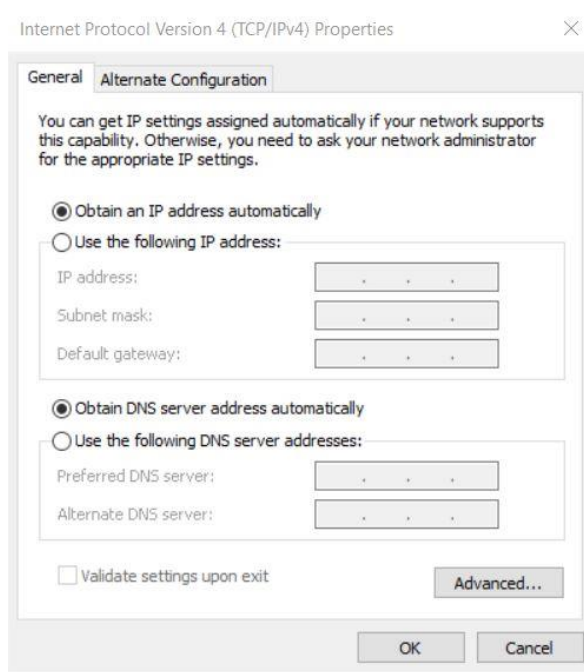 Internet Protocol Version 4 (TCP/IPv4) Properties
General
Alternate Configuration
You can get IP settings assigned automatically if your network supports
this capability. Otherwise, you need to ask your network administrator
for the appropriate IP settings.
Obtain an IP address automatically
Use the following IP address:
IP address:
Subnet mask:
Default gateway:
Obtain DNS server address automatically
Use the following DNS server addresses:
Preferred DNS server:
Alternate DNS server:
Validate settings upon exit
Advanced...
OK
Cancel